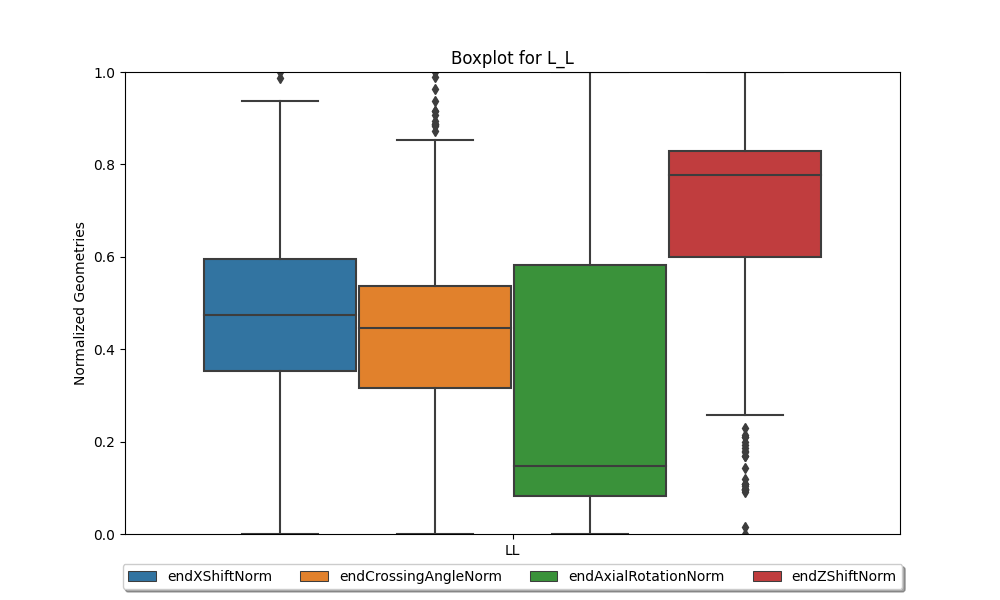 Boxplot for L_L
1.0
0.8
0.6
0.4
0.2
0.0
Normalized Geometries
LL
endXShiftNorm endCrossingAngleNorm endAxialRotationNorm endZShiftNorm